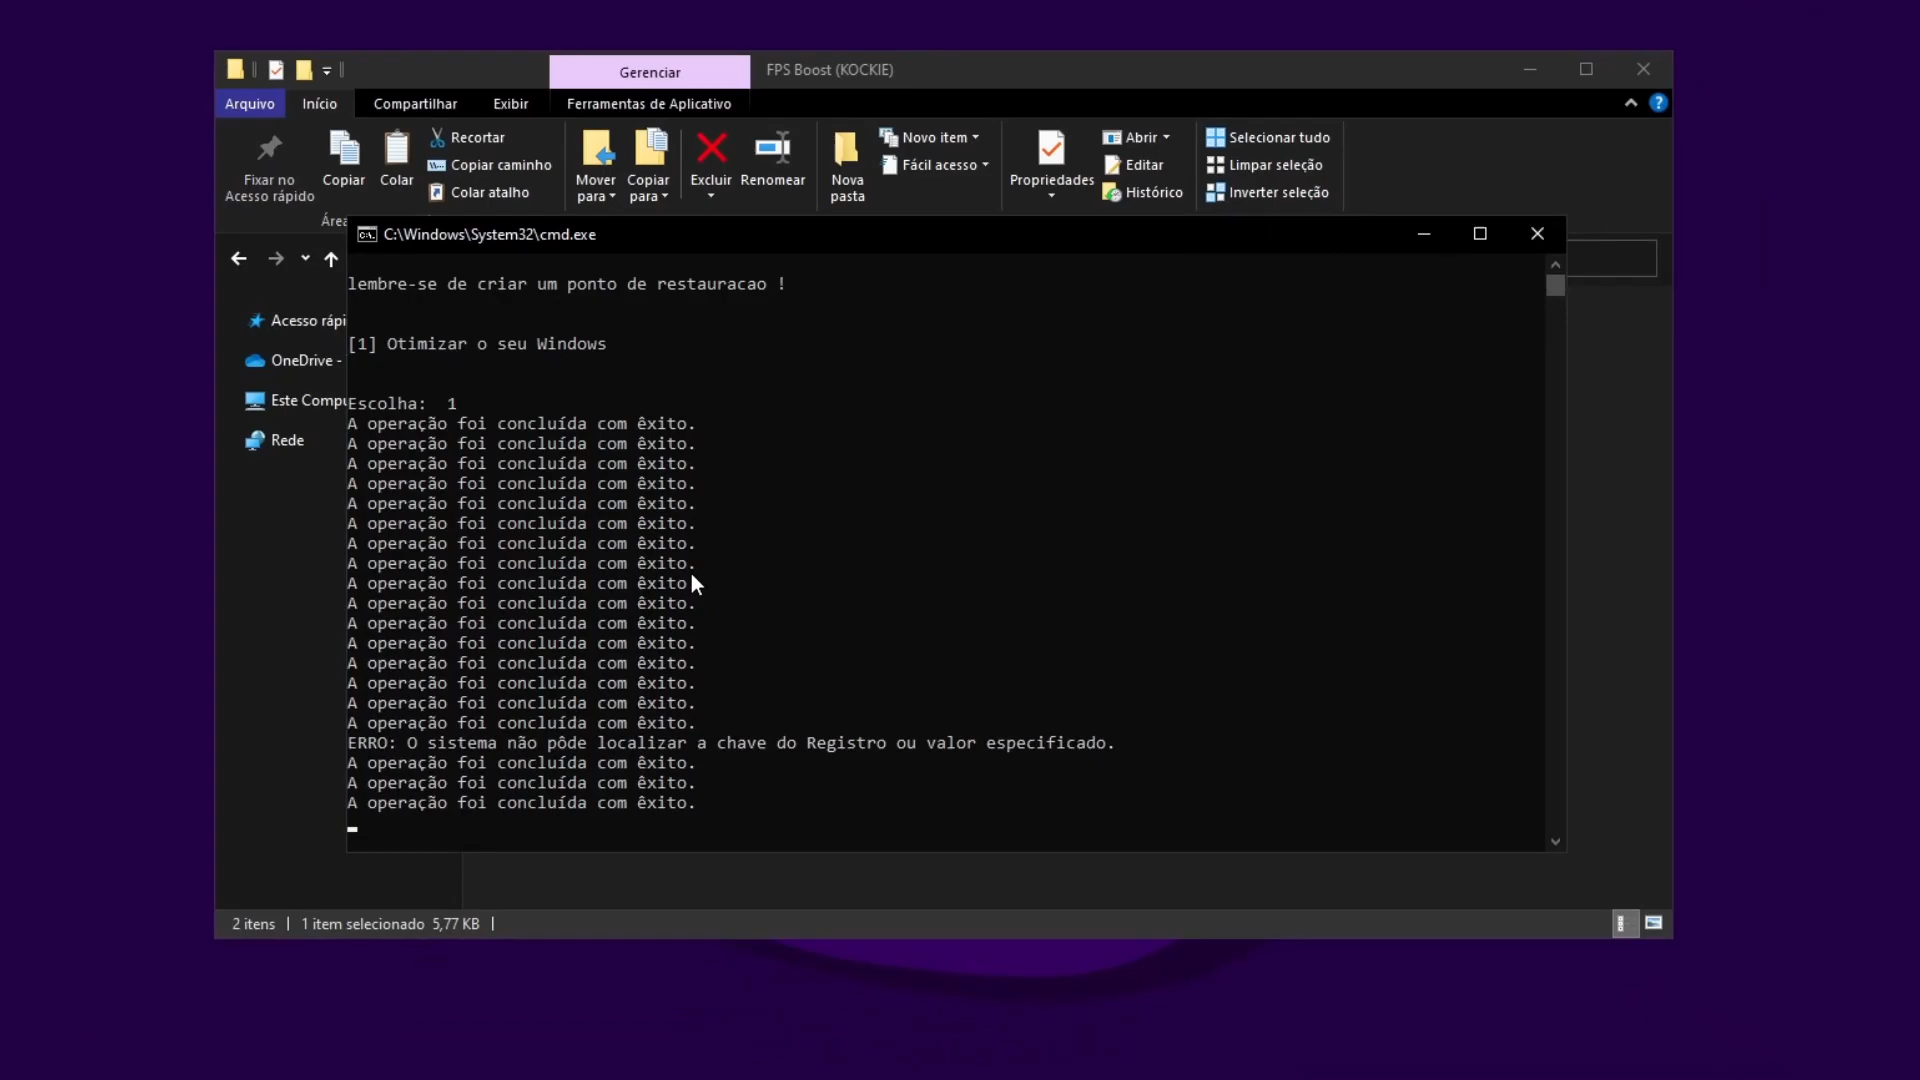 Gerenciar
FPS Boost (KOCKIE)
Arquivo
Início
Compartilhar
Exibir
Ferramentas de Aplicativo
Fixar no
Acesso rápido
Copiar
Colar
Recortar
Copiar caminho
Colar atalho
Mover
para
Copiar
para
Excluir
Renomear
Nova
pasta
Novo item
Fácil acesso
Propriedades
Abrir
Editar
Histórico
Selecionar tudo
Limpar seleção
Inverter seleção
Área
C:\Windows\System32\cmd.exe
Acesso rápi
OneDrive -
Este Compu
Rede
lembre-se de criar um ponto de restauracao !
[1] Otimizar o seu Windows
Escolha:  1
A operação foi concluída com êxito.
A operação foi concluída com êxito.
A operação foi concluída com êxito.
A operação foi concluída com êxito.
A operação foi concluída com êxito.
A operação foi concluída com êxito.
A operação foi concluída com êxito.
A operação foi concluída com êxito.
A operação foi concluída com êxito
A operação foi concluída com êxito.
A operação foi concluída com êxito.
A operação foi concluída com êxito.
A operação foi concluída com êxito.
A operação foi concluída com êxito.
A operação foi concluída com êxito.
A operação foi concluída com êxito.
ERRO: O sistema não pôde localizar a chave do Registro ou valor especificado.
A operação foi concluída com êxito.
A operação foi concluída com êxito.
A operação foi concluída com êxito.
2 itens
1 item selecionado 5,77 KB